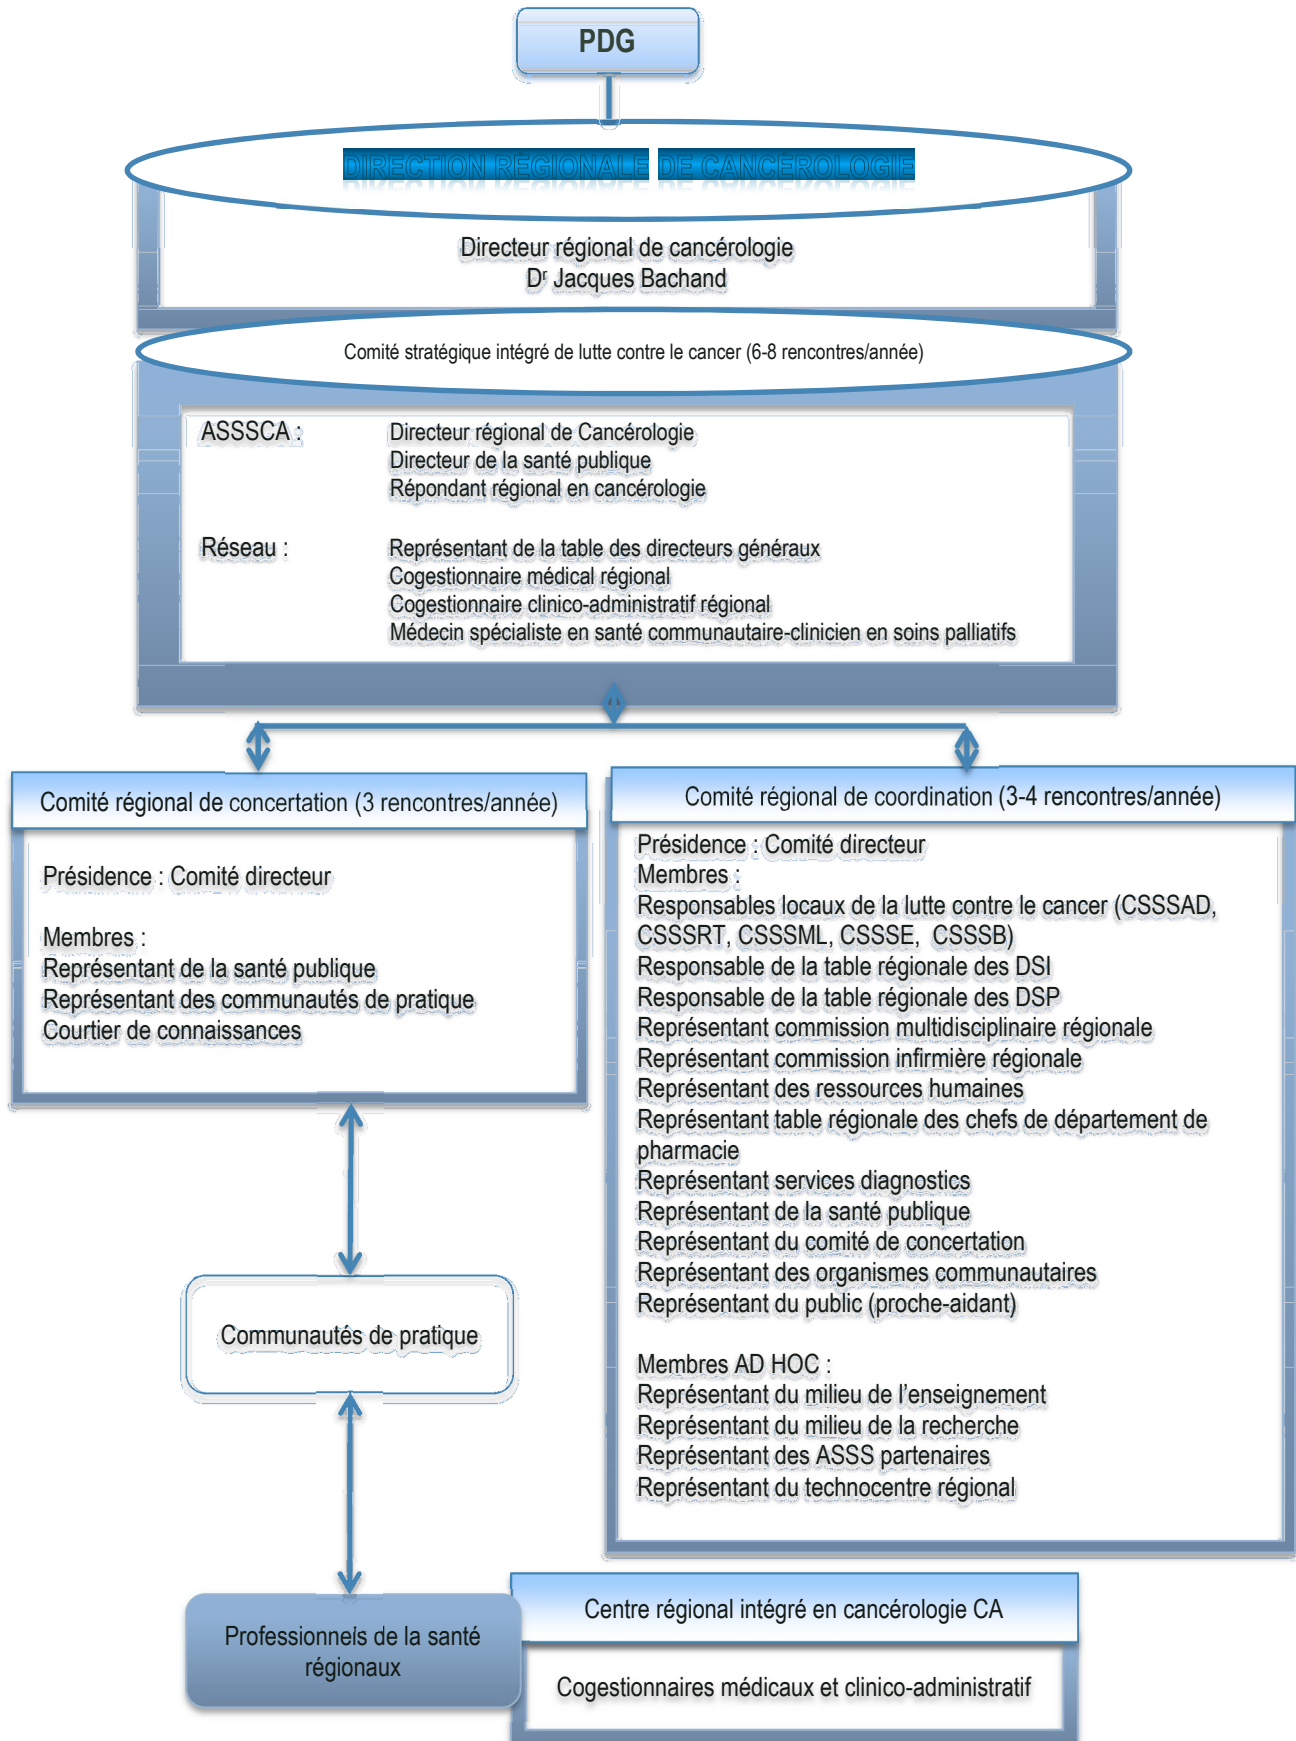 PDG
DIRECTION RÉGIONALE DE CANCÉROLOGIE
Directeur régional de cancérologie
Dr Jacques Bachand
Comité stratégique intégré de lutte contre le cancer (6-8 rencontres/année)
ASSSCA : Directeur régional de Cancérologie
Directeur de la santé publique
Répondant régional en cancérologie
Réseau : Représentant de la table des directeurs généraux
Cogestionnaire médical régional
Cogestionnaire clinico-administratif régional
Médecin spécialiste en santé communautaire-clinicien en soins palliatifs
Comité régional de concertation (3 rencontres/année)
Présidence : Comité directeur
Membres :
Représentant de la santé publique
Représentant des communautés de pratique
Courtier de connaissances
Comité régional de coordination (3-4 rencontres/année)
Présidence : Comité directeur
Membres :
Responsables locaux de la lutte contre le cancer (CSSSAD,
CSSSRT, CSSSML, CSSSE, CSSSB)
Responsable de la table régionale des DSI
Responsable de la table régionale des DSP
Représentant commission multidisciplinaire régionale
Représentant commission infirmière régionale
Représentant des ressources humaines
Représentant table régionale des chefs de département de
pharmacie
Représentant services diagnostics
Représentant de la santé publique
Représentant du comité de concertation
Représentant des organismes communautaires
Représentant du public (proche-aidant)
Membres AD HOC :
Représentant du milieu de l'enseignement
Représentant du milieu de la recherche
Représentant des ASSS partenaires
Représentant du technocentre régional
Communautés de pratique
Professionnels de la santé
régionaux
Centre régional intégré en cancérologie CA
Cogestionnaires médicaux et clinico-administratif